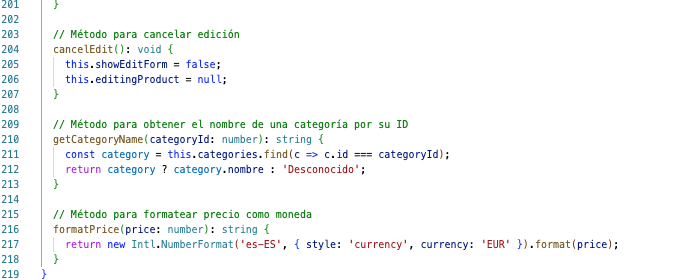 201 }
202
203 // Método para cancelar edición
204 cancelEdit(): void {
205 this.showEditForm = false;
206 this.editingProduct = null;
207 }
208
209 // Método para obtener el nombre de una categoría por su ID
210 getCategoryName(categoryId: number): string {
211 const category = this.categories.find(c => c.id === categoryId);
212 return category ? category.nombre : 'Desconocido';
213 }
214
215 // Método para formatear precio como moneda
216 formatPrice(price: number): string {
217 return new Intl.NumberFormat('es-ES', { style: 'currency', currency: 'EUR' }).format(price);
218 }
219 }